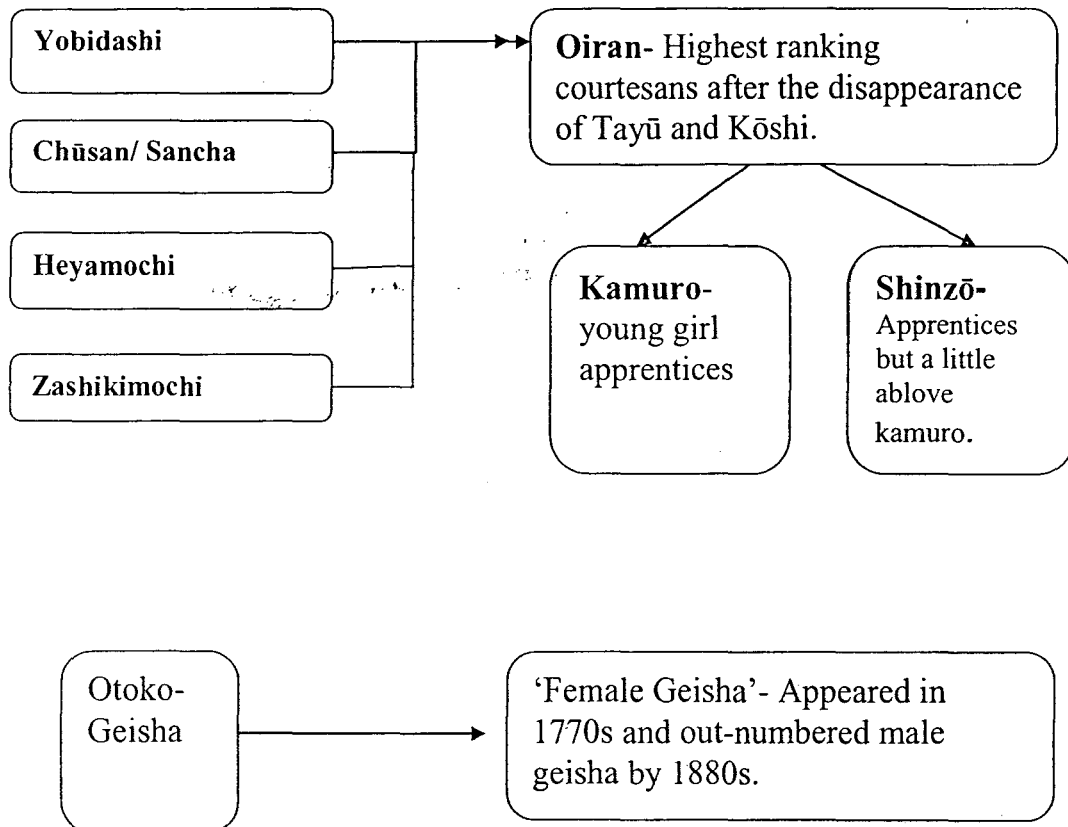 Yobidashi
Chūsan/ Sancha
Heyamochi
Zashikimochi
Oiran- Highest ranking
courtesans after the disappearance
of Tayū and Kōshi.
Kamuro-
young girl
apprentices
Shinzō-
Apprentices
but a little
ablove
kamuro.
Otoko-
Geisha
‘Female Geisha’- Appeared in
1770s and out-numbered male
geisha by 1880s.